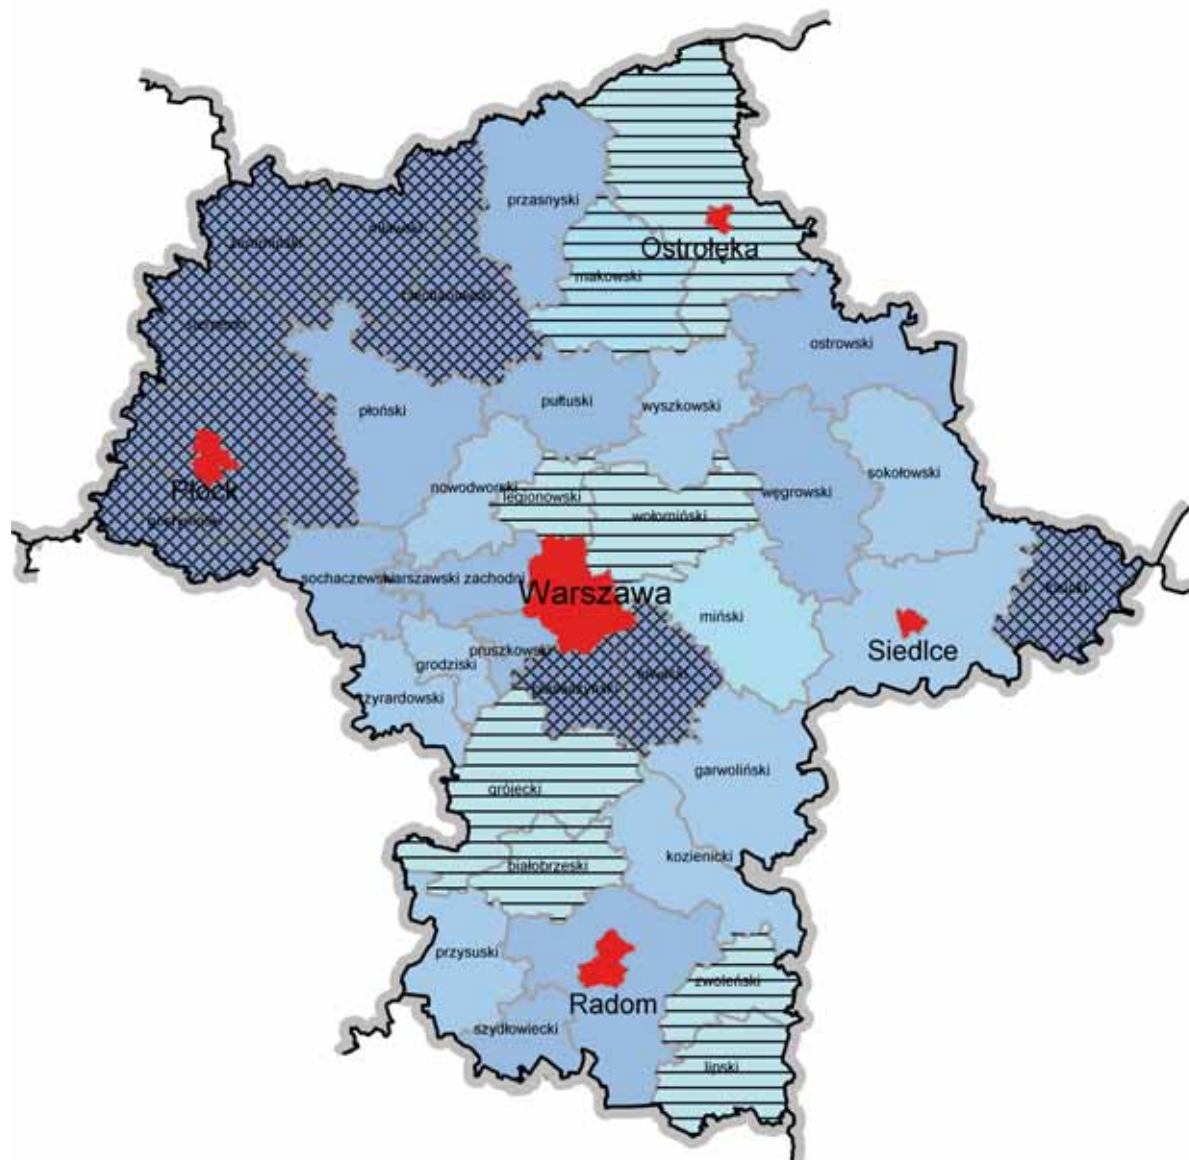 przasnyski
Ostrołęka
makowski
ostrowski
płoński
pułtuski
wyszkowski
sokołowski
nowodworski
legionowski
węgrowski
Płock
wołomiński
sochaczewski
warszawski zachodni
Warszawa
miński
Siedlce
pruszkowski
grodziski
żyrardowski
garwoliński
grójecki
kozienicki
białobrzeski
przysuski
zwoleński
Radom
szydłowiecki
lipski